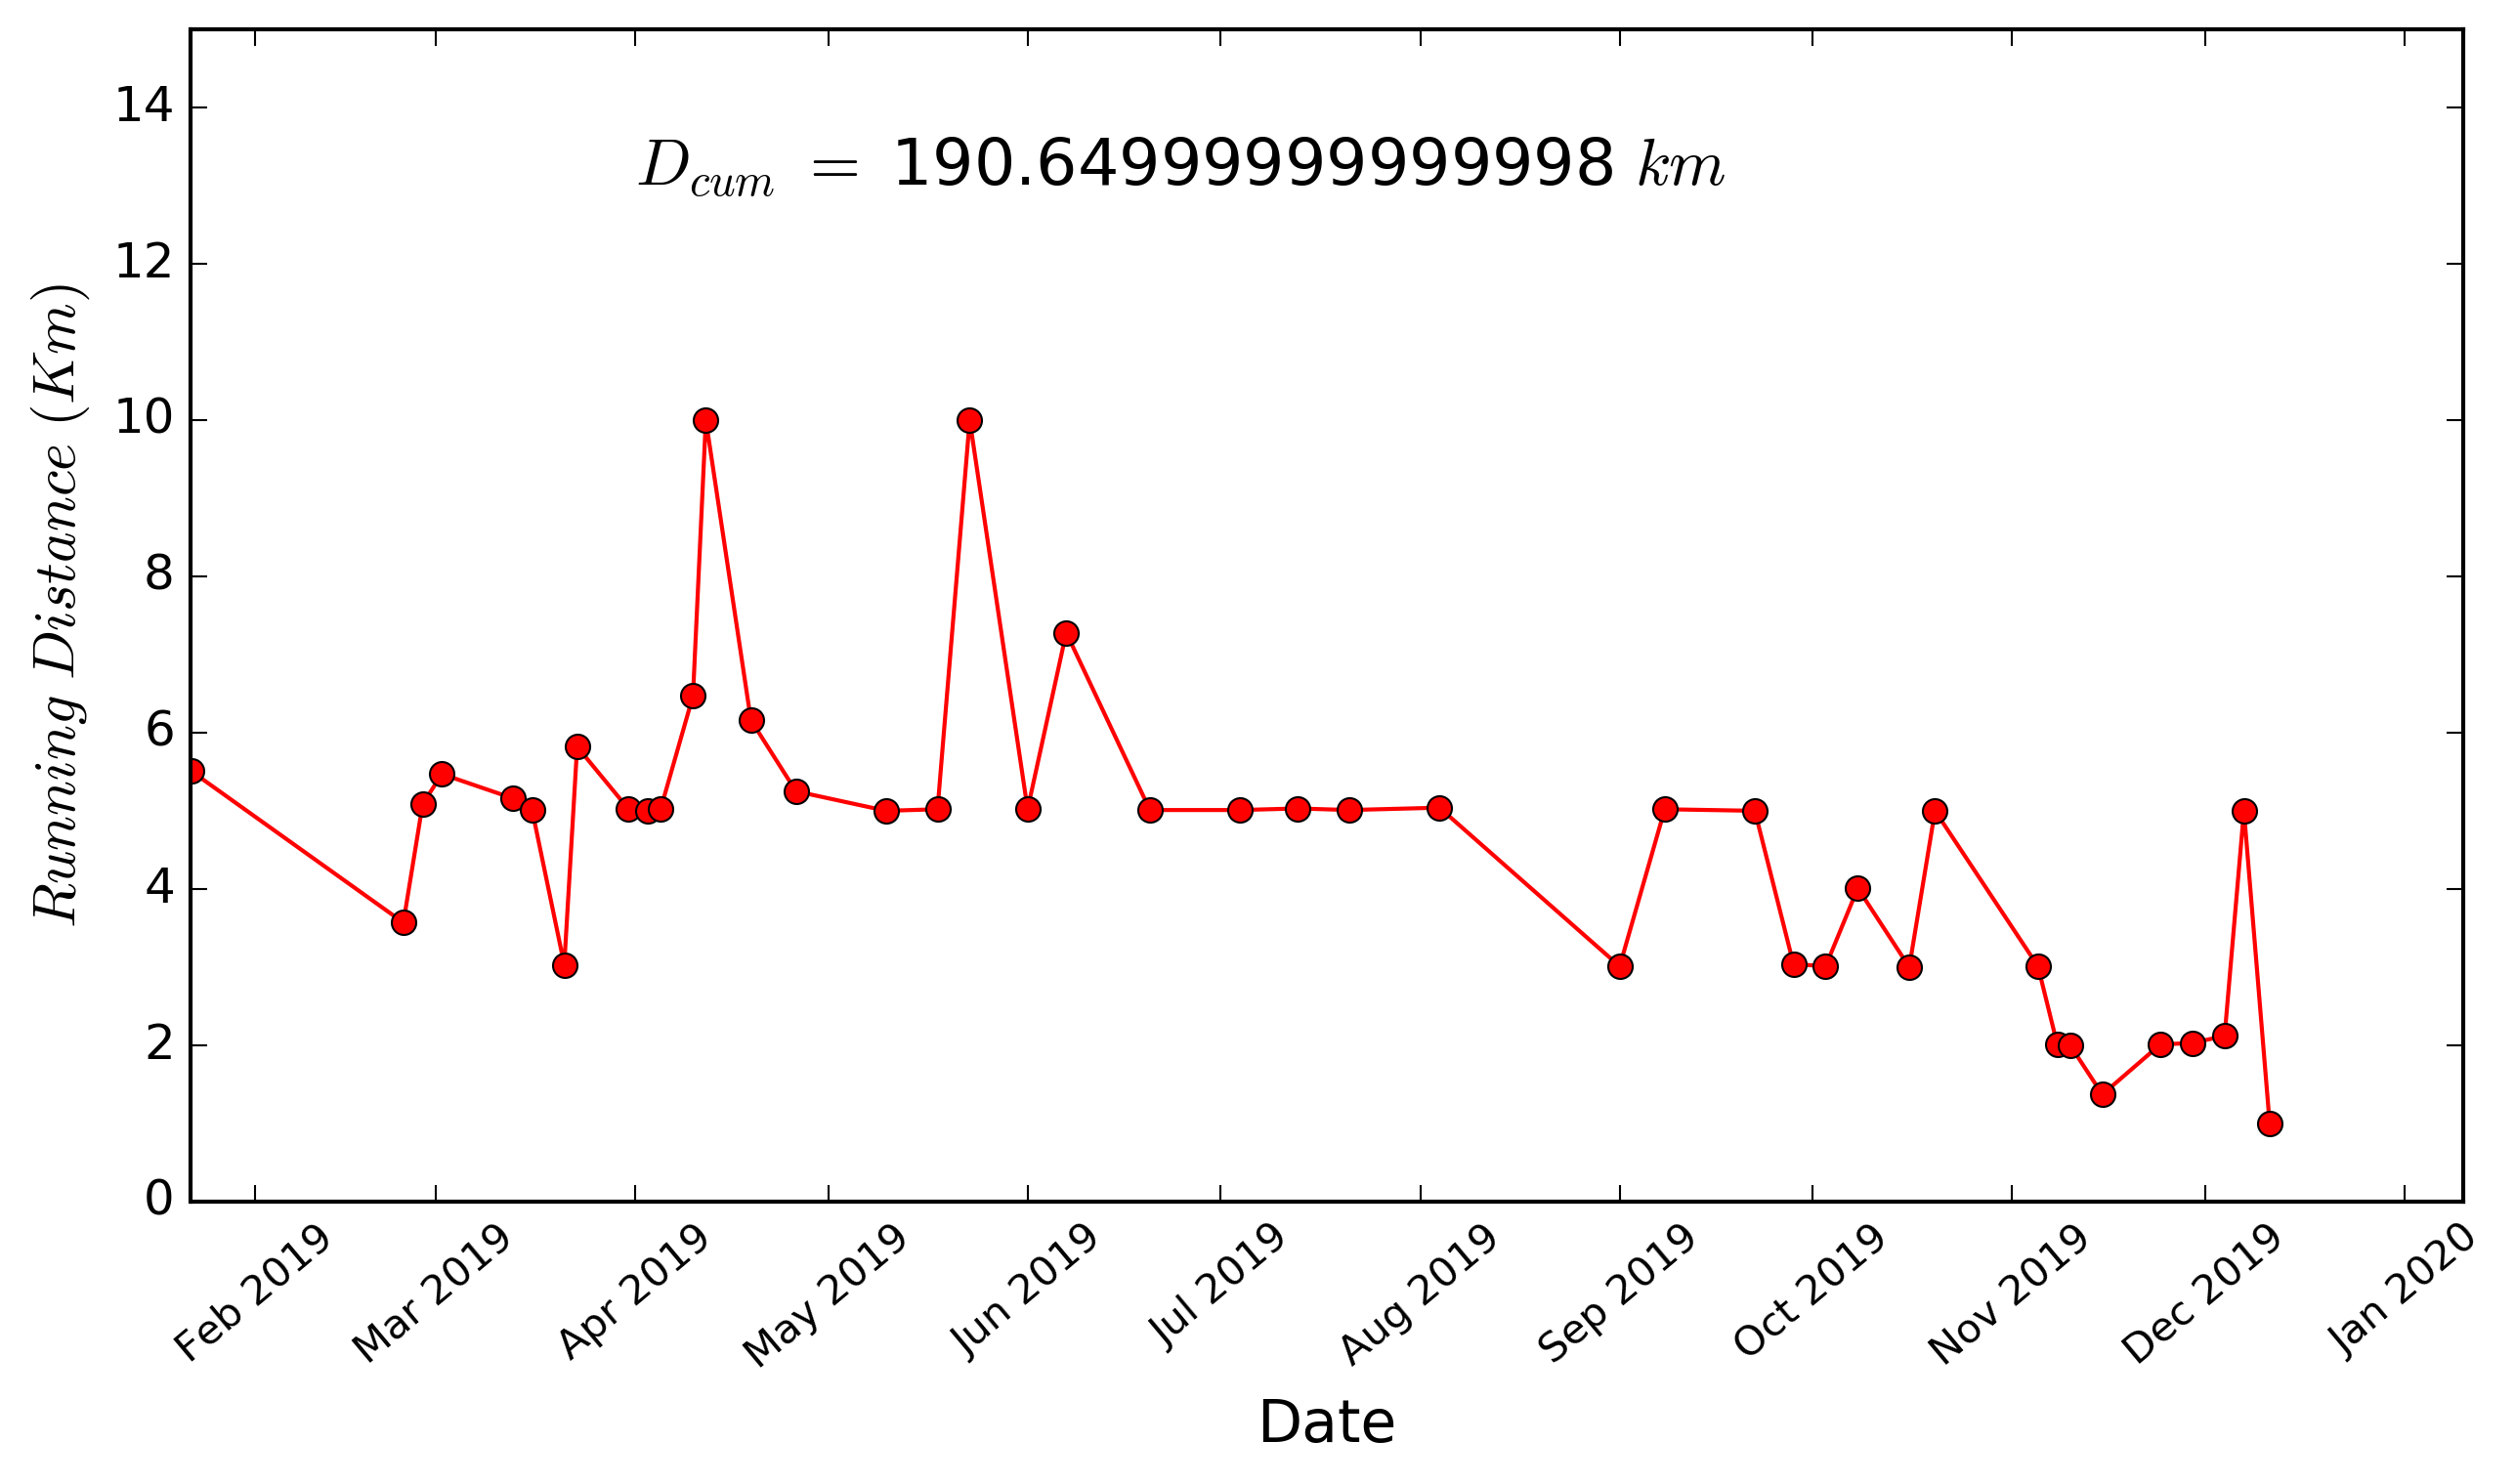 D_cum = 190.64999999999998 km
Running Distance (Km)
14
12
10
8
6
4
2
0
Feb 2019
Mar 2019
Apr 2019
May 2019
Jun 2019
Jul 2019
Aug 2019
Sep 2019
Oct 2019
Nov 2019
Dec 2019
Jan 2020
Date